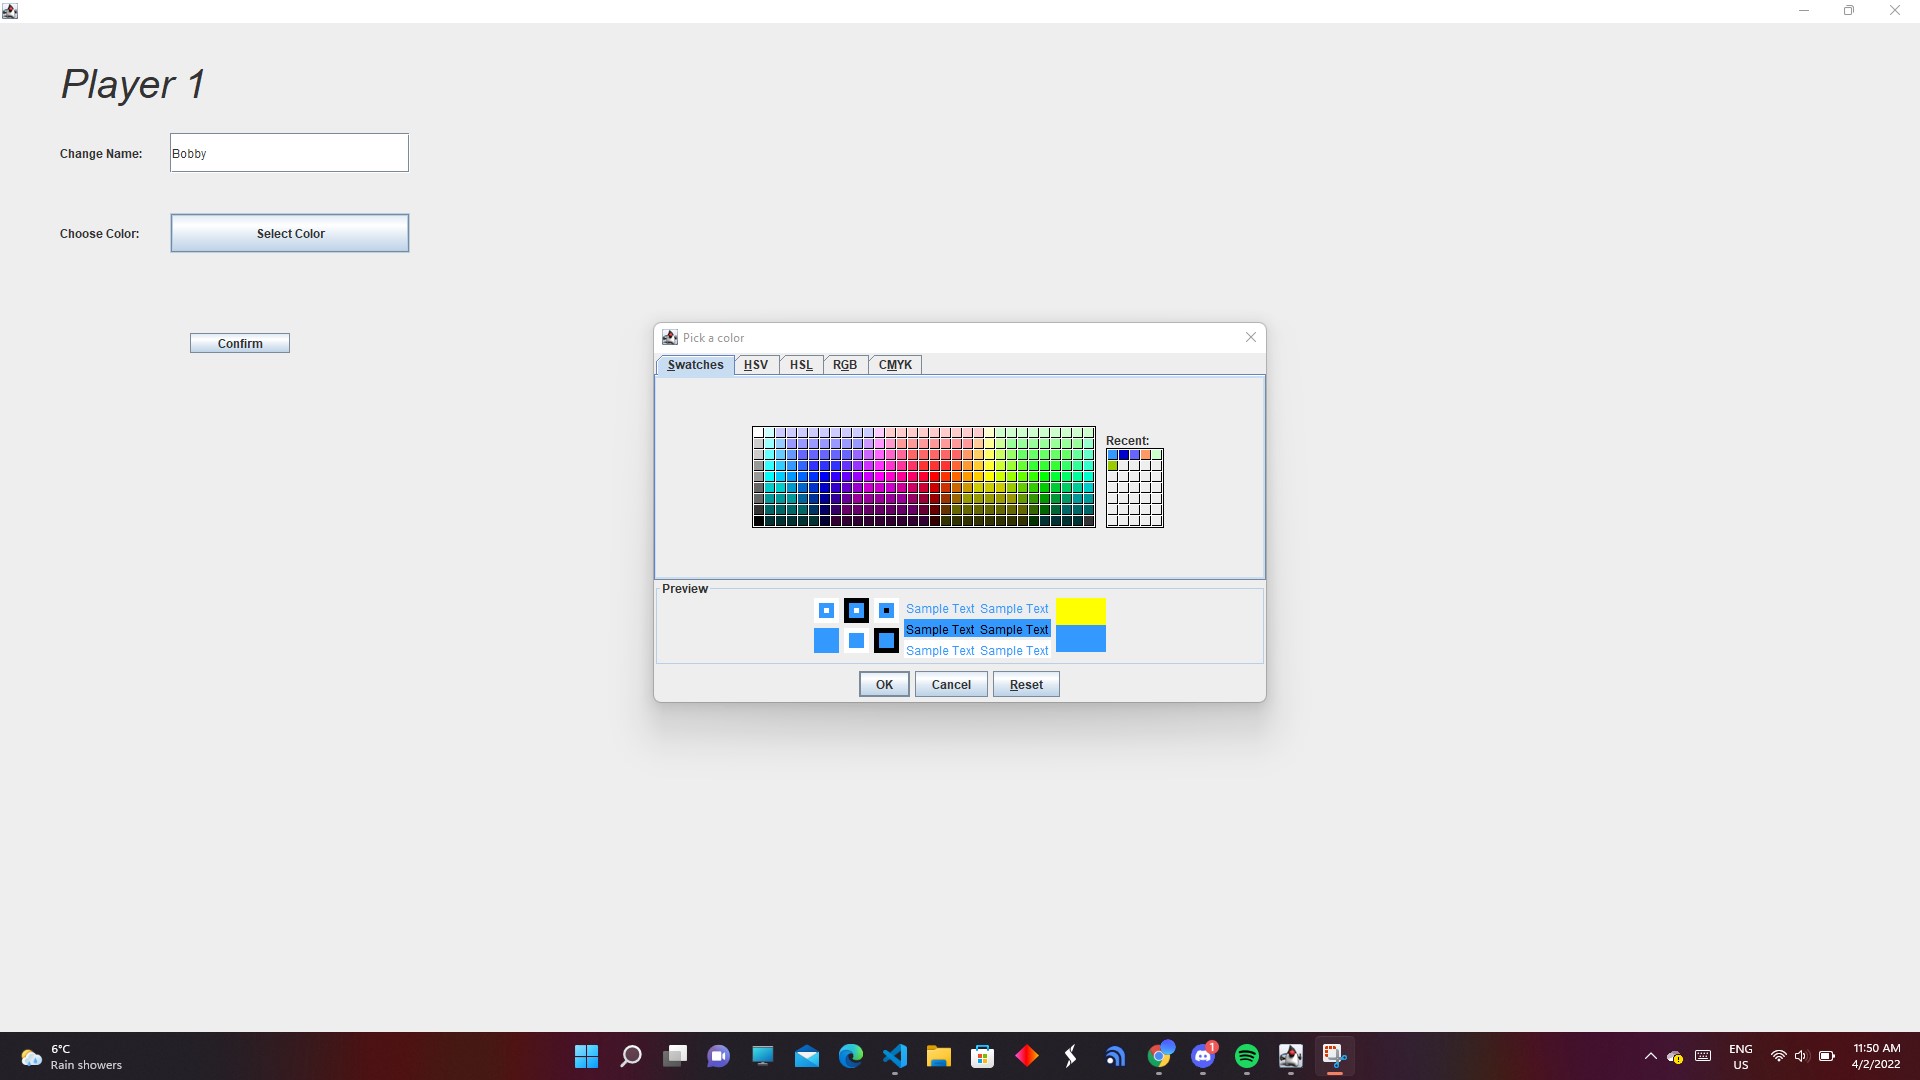 Player 1
Change Name: Bobby
Choose Color: Select Color
Confirm
Pick a color
Swatches HSV HSL RGB CMYK
Recent:
Preview
Sample Text Sample Text
Sample Text Sample Text
Sample Text Sample Text
OK Cancel Reset
6°C
Rain showers
1
ENG
US
11:50 AM
4/2/2022